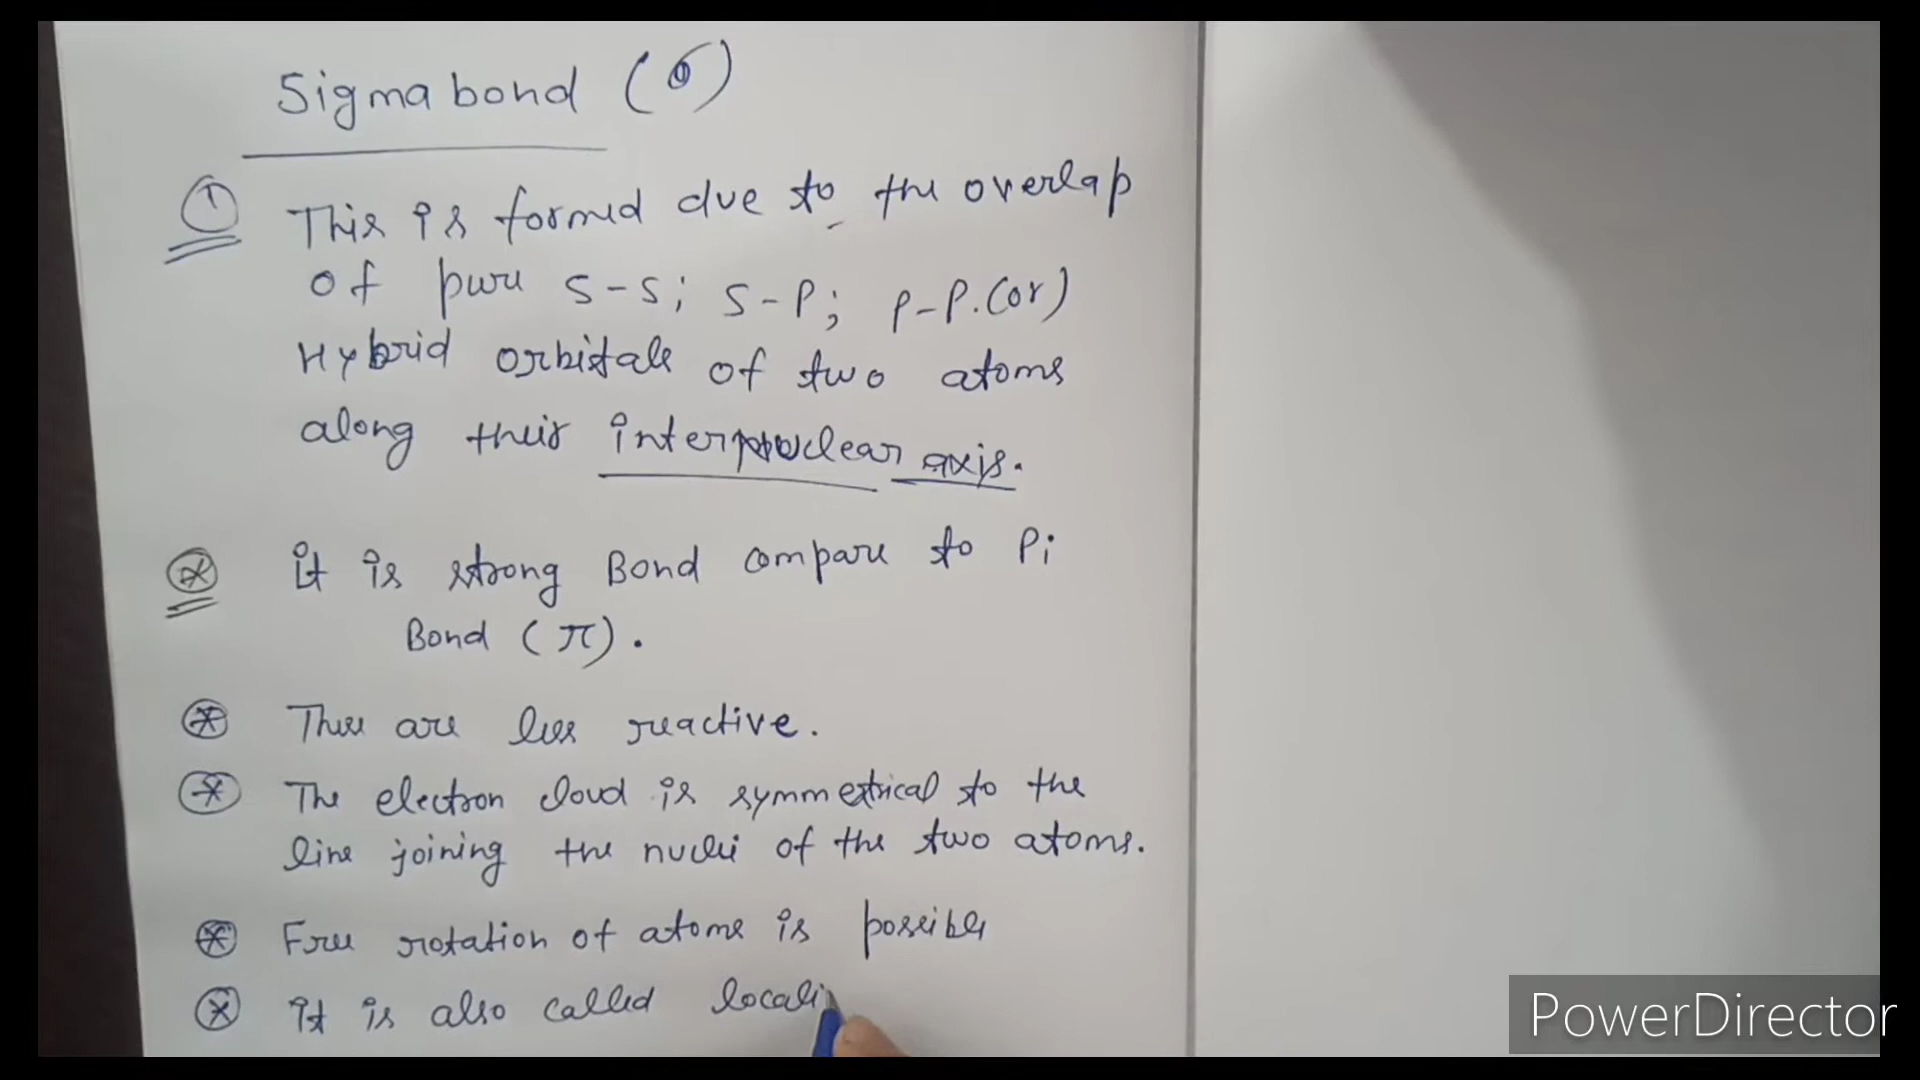 Sigma bond (σ)
① This is formed due to the overlap
of pure s-s; s-p; p-p. (or)
Hybrid orbitals of two atoms
along their internuclear axis.
It is strong Bond compare to Pi
Bond (π).
These are less reactive.
The electron cloud is symmetrical to the
line joining the nuclei of the two atoms.
Free rotation of atoms is possible
it is also called locali
PowerDirector